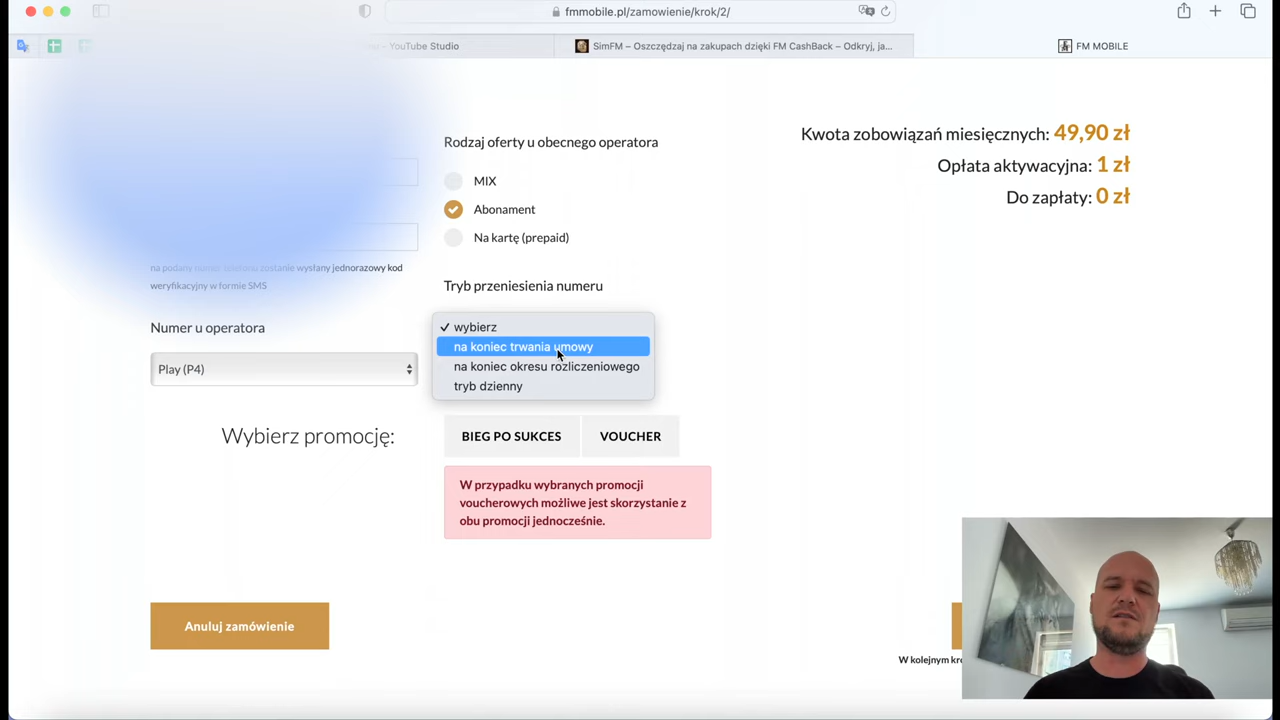 fmmobile.pl/zamowienie/krok/2/
– YouTube Studio
SimFM – Oszczędzaj na zakupach dzięki FM CashBack – Odkryj, ja...
FM MOBILE
Rodzaj oferty u obecnego operatora
MIX
Abonament
Na kartę (prepaid)
Kwota zobowiązań miesięcznych: 49,90 zł
Opłata aktywacyjna: 1 zł
Do zapłaty: 0 zł
na podany numer telefonu zostanie wysłany jednorazowy kod
weryfikacyjny w formie SMS
Tryb przeniesienia numeru
Numer u operatora
Play (P4)
✓ wybierz
na koniec trwania umowy
na koniec okresu rozliczeniowego
tryb dzienny
Wybierz promocję:
BIEG PO SUKCES
VOUCHER
W przypadku wybranych promocji
voucherowych możliwe jest skorzystanie z
obu promocji jednocześnie.
Anuluj zamówienie
W kolejnym